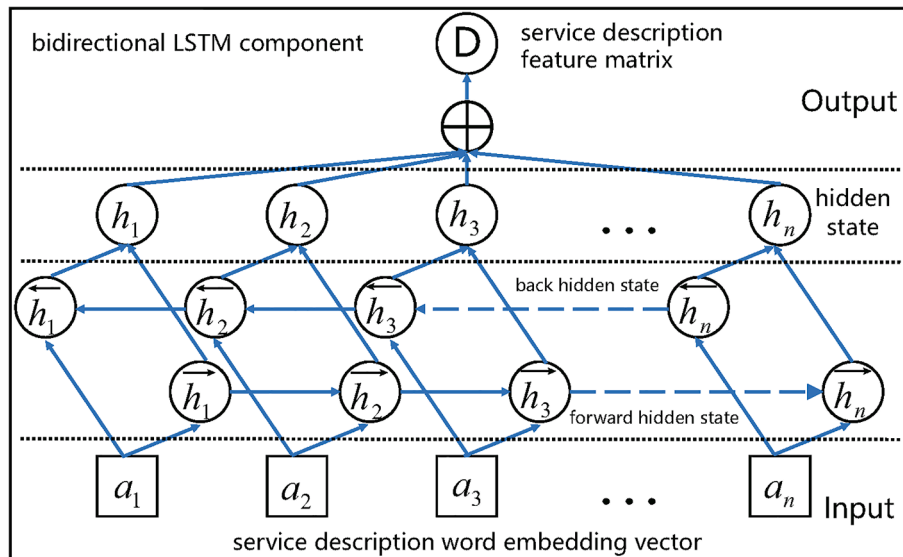 bidirectional LSTM component
D
service description
feature matrix
Output
h₁ h₂ h₃ ... hₙ
hidden
state
back hidden state
←h₁ ←h₂ ←h₃ ←hₙ
→h₁ →h₂ →h₃ →hₙ
forward hidden state
a₁ a₂ a₃ ... aₙ
Input
service description word embedding vector